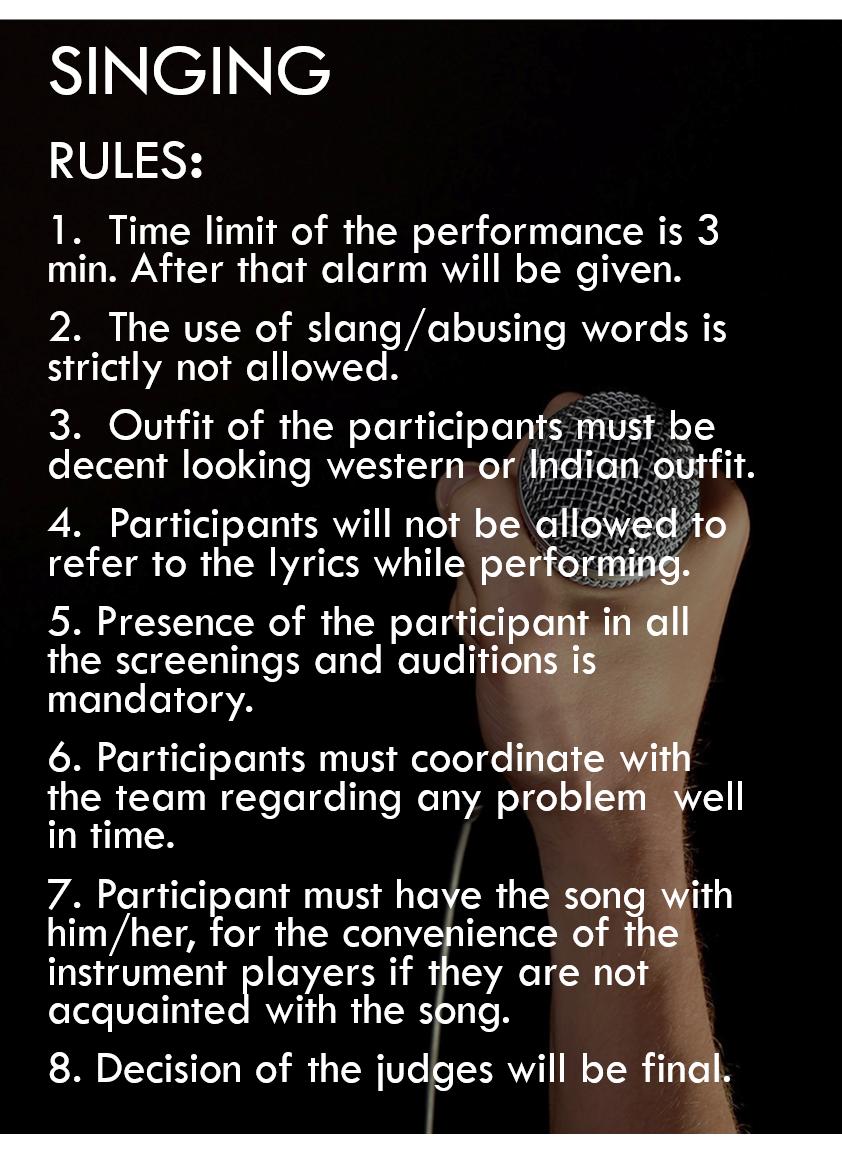 SINGING
RULES:
1. Time limit of the performance is 3
min. After that alarm will be given.
2. The use of slang/abusing words is
strictly not allowed.
3. Outfit of the participants must be
decent looking western or Indian outfit.
4. Participants will not be allowed to
refer to the lyrics while performing.
5. Presence of the participant in all
the screenings and auditions is
mandatory.
6. Participants must coordinate with
the team regarding any problem well
in time.
7. Participant must have the song with
him/her, for the convenience of the
instrument players if they are not
acquainted with the song.
8. Decision of the judges will be final.